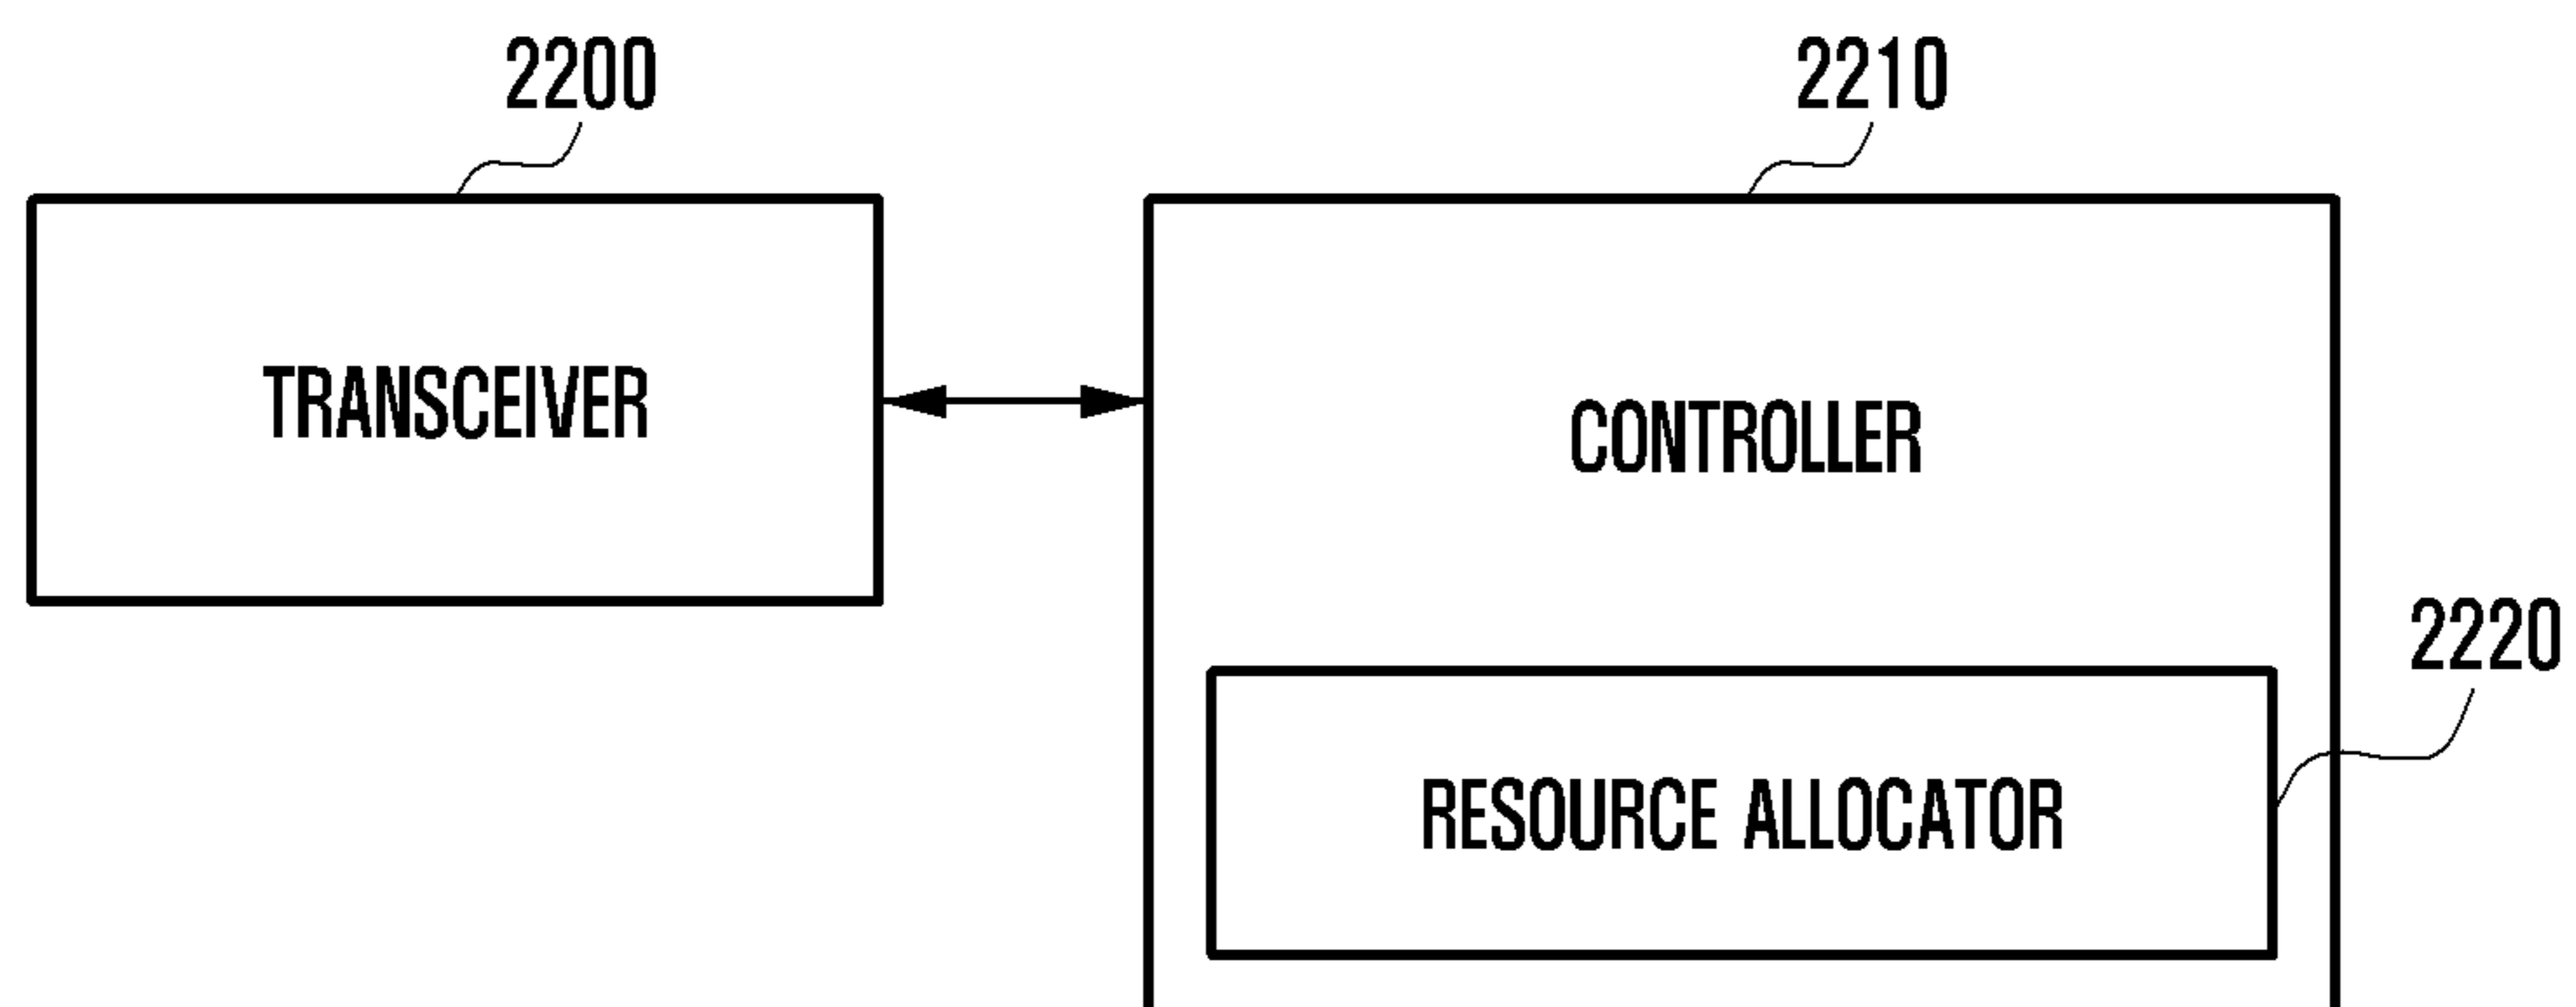 2200
2210
TRANSCEIVER
CONTROLLER
2220
RESOURCE ALLOCATOR